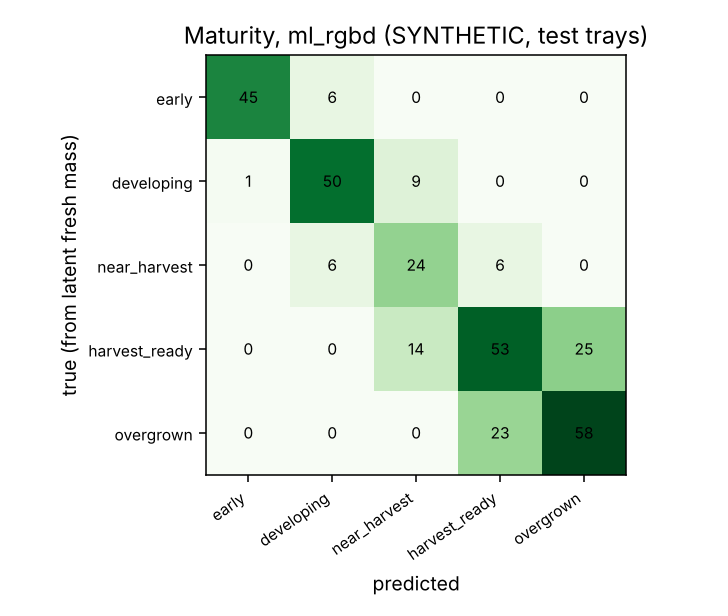 Maturity, ml_rgbd (SYNTHETIC, test trays)
true (from latent fresh mass)
early 45 6 0 0 0
developing 1 50 9 0 0
near_harvest 0 6 24 6 0
harvest_ready 0 0 14 53 25
overgrown 0 0 0 23 58
early developing near_harvest harvest_ready overgrown
predicted